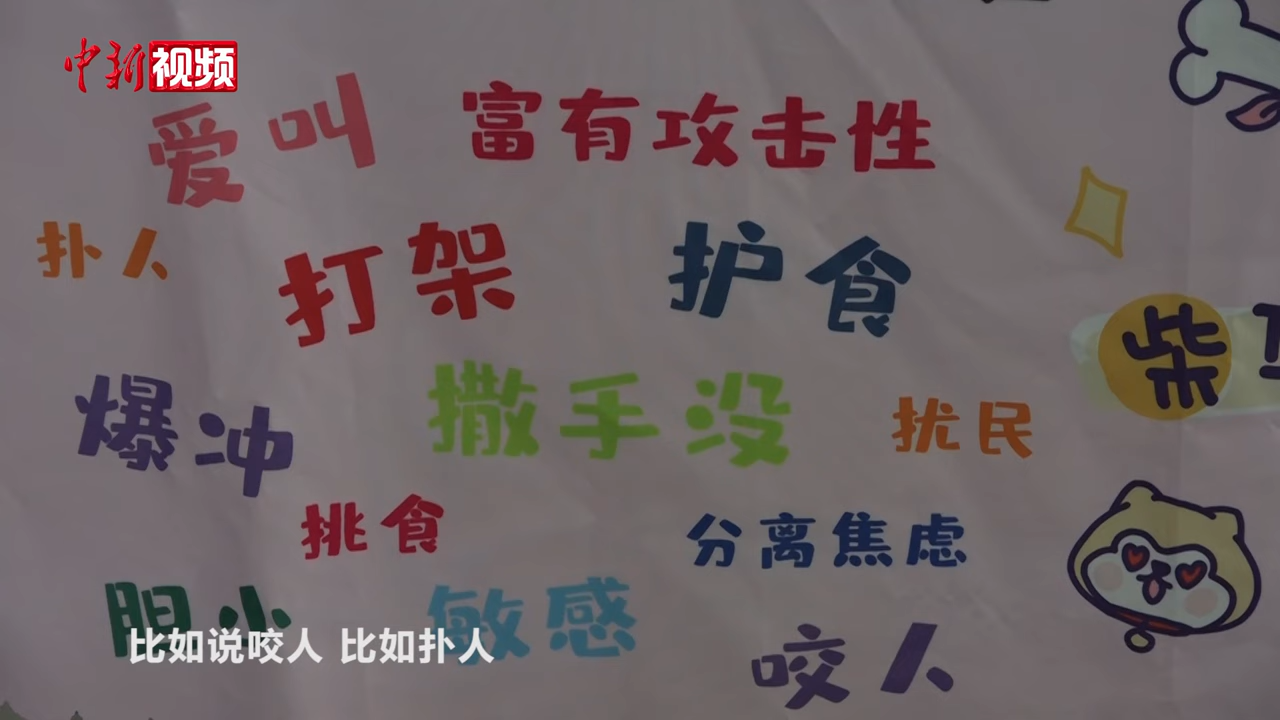 中新视频
爱叫
富有攻击性
扑人
打架
护食
柴
爆冲
撒手没
扰民
挑食
分离焦虑
胆小
敏感
咬人
比如说咬人 比如扑人